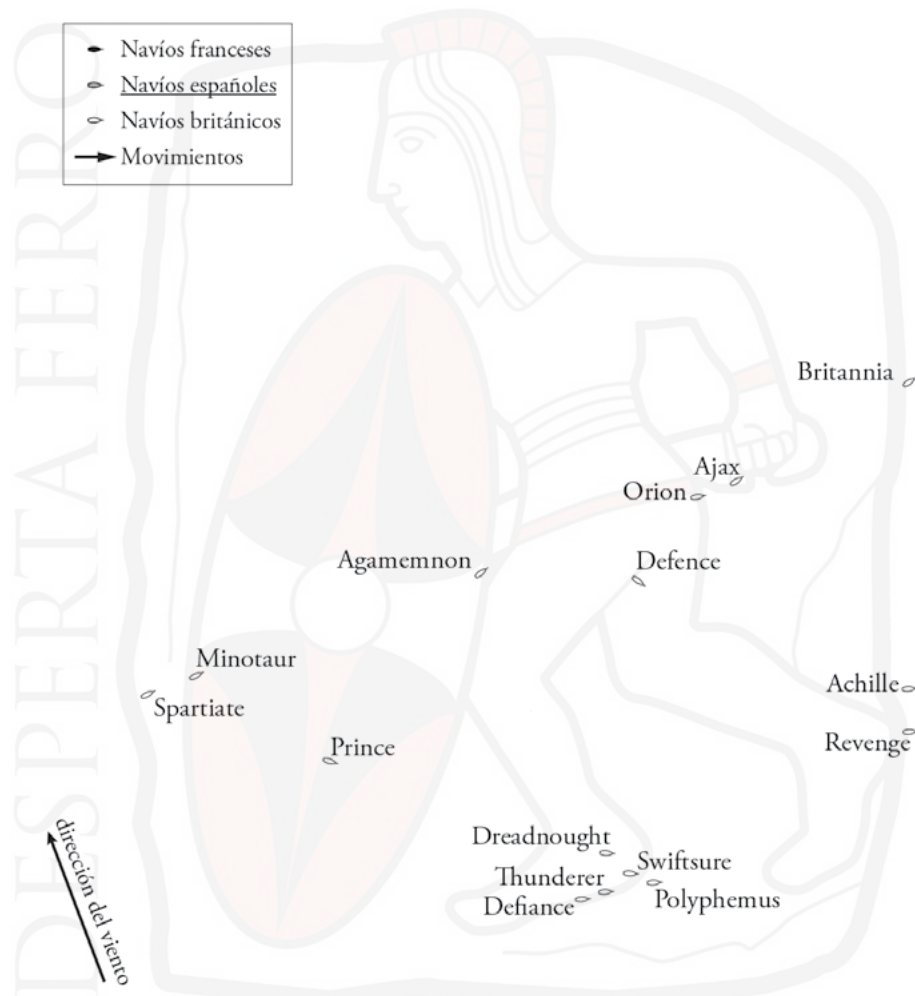 Navíos franceses
Navíos españoles
Navíos británicos
Movimientos
DESPERTA FERRO
Britannia
Ajax
Orion
Agamemnon
Defence
Minotaur
Spartiate
Achille
Revenge
Prince
Dreadnought
Swiftsure
Thunderer
Polyphemus
Defiance
dirección del viento